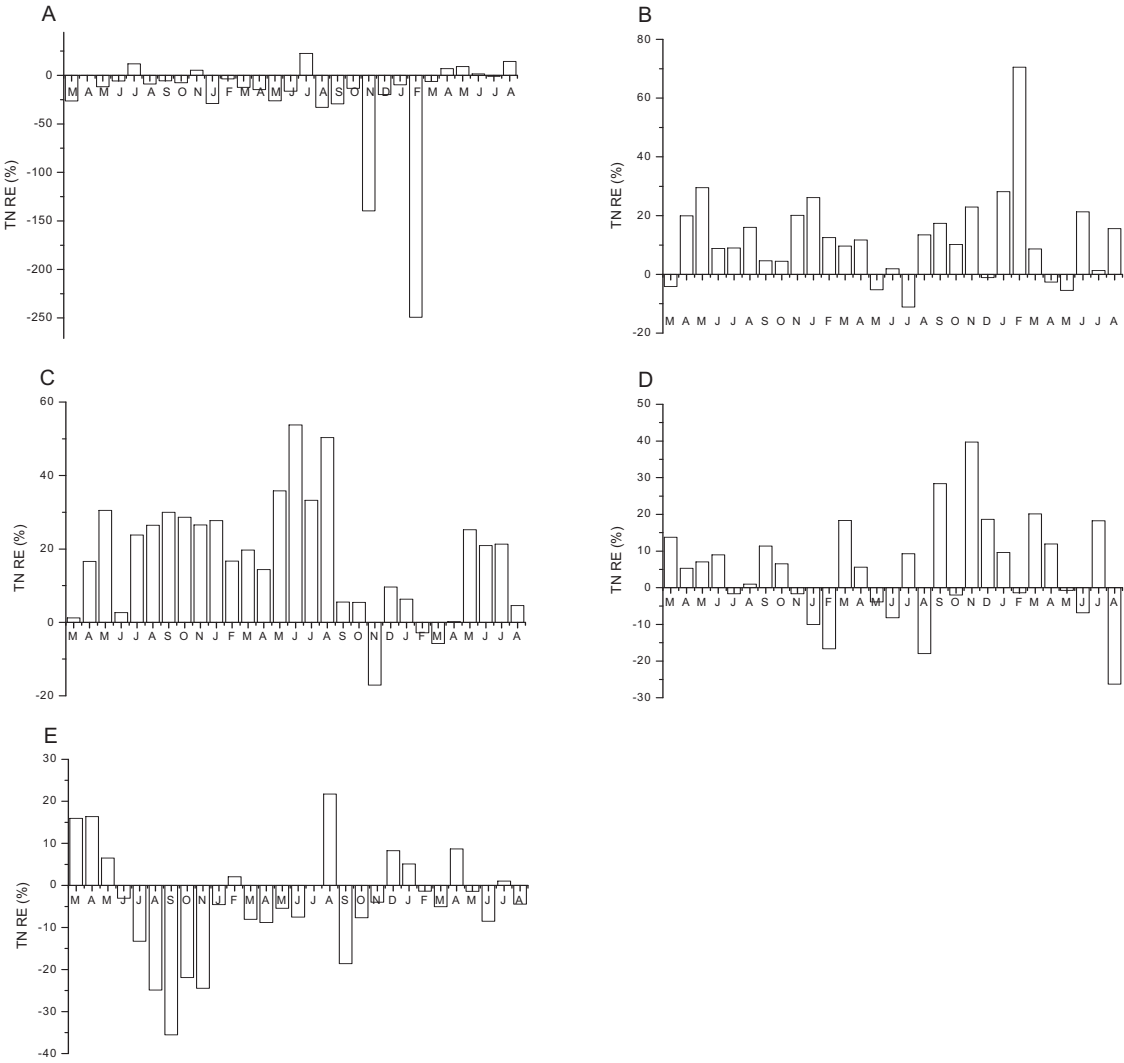 A
0
-50
-100
-150
-200
-250
TN RE (%)
M A M J J A S O N J F M A M J J A S O N D J F M A M J J A
B
80
60
40
20
0
-20
TN RE (%)
M A M J J A S O N J F M A M J J A S O N D J F M A M J J A
C
60
40
20
0
-20
TN RE (%)
M A M J J A S O N J F M A M J J A S O N D J F M A M J J A
D
50
40
30
20
10
0
-10
-20
-30
TN RE (%)
M A M J J A S O N J F M A M J J A S O N D J F M A M J J A
E
30
20
10
0
-10
-20
-30
-40
TN RE (%)
M A M J J A S O N J F M A M J J A S O N D J F M A M J J A